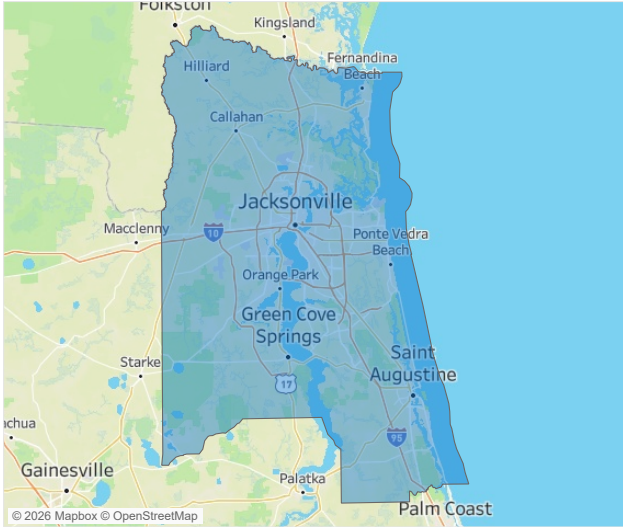 Folkston
Kingsland
Fernandina
Beach
Hilliard
Callahan
Jacksonville
Macclenny
10
Ponte Vedra
Beach
Orange Park
Green Cove
Springs
Starke
Saint
Augustine
17
achua
95
Gainesville
Palatka
Palm Coast
© 2026 Mapbox © OpenStreetMap